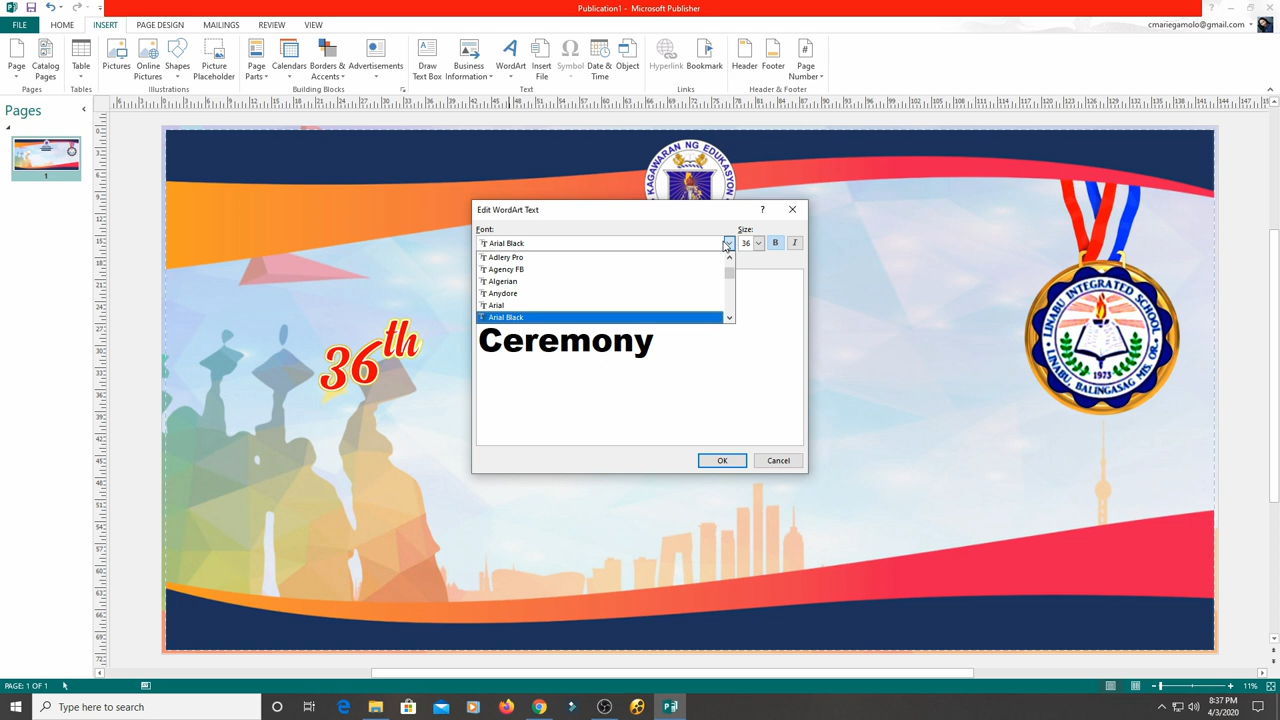 Publication1 - Microsoft Publisher
FILE
HOME
INSERT
PAGE DESIGN
MAILINGS
REVIEW
VIEW
cmariegamolo@gmail.com
Page
Catalog Pages
Table
Pictures
Online Pictures
Shapes
Picture Placeholder
Page Parts
Calendars
Borders & Accents
Advertisements
Draw Text Box
Business Information
WordArt
Insert File
Symbol
Date & Time
Object
Hyperlink
Bookmark
Header
Footer
Page Number
Pages
Tables
Illustrations
Building Blocks
Text
Links
Header & Footer
Pages
1
KAGAWARAN NG EDUKASYON
Edit WordArt Text
Font:
Size:
Arial Black
36
B
I
Adlery Pro
Agency FB
Algerian
Anydore
Arial
Arial Black
Ceremony
OK
Cancel
36th
LINABU INTEGRATED SCHOOL
1973
LINABU, BALINGASAG MIS. OR.
PAGE: 1 OF 1
11%
Type here to search
8:37 PM
4/3/2020